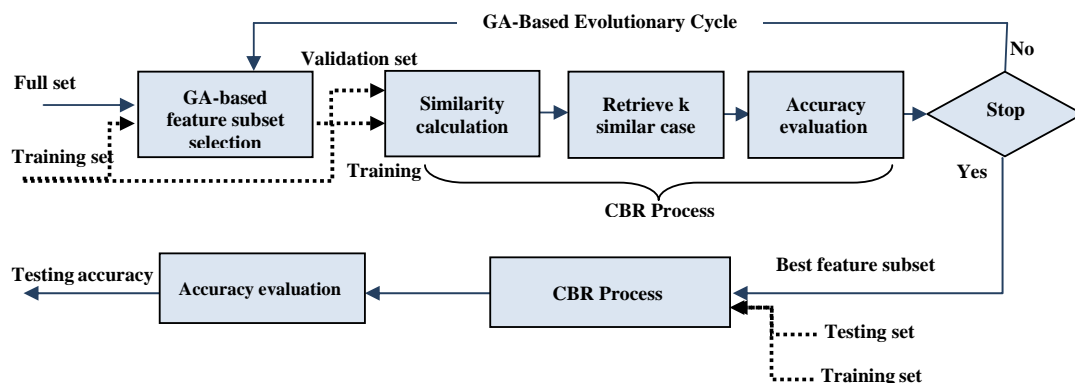 GA-Based Evolutionary Cycle
No
Full set
Validation set
GA-based
feature subset
selection
Similarity
calculation
Retrieve k
similar case
Accuracy
evaluation
Stop
Training set
Training
Yes
CBR Process
Testing accuracy
Accuracy evaluation
CBR Process
Best feature subset
Testing set
Training set